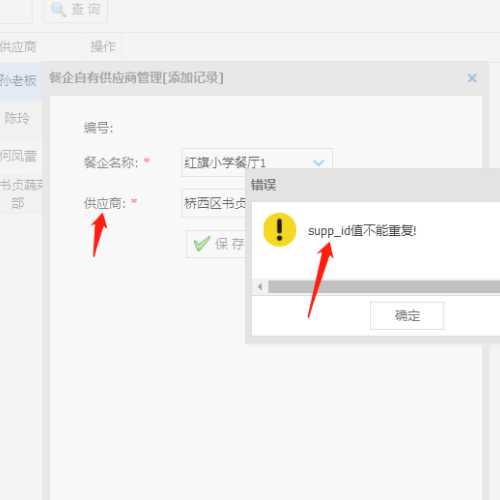 查 询
供应商 操作
孙老板
餐企自有供应商管理[添加记录]
陈玲
编号:
何凤蕾
餐企名称: * 红旗小学餐厅1
错误
书贞蔬菜
部
供应商: * 桥西区书贞
supp_id值不能重复!
保 存
确定